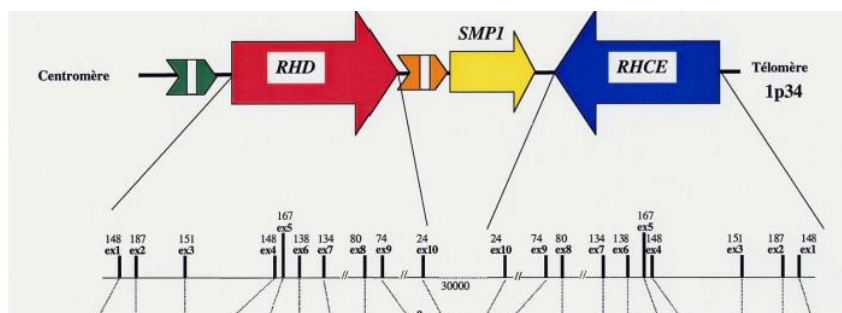 SMP1
Centromère RHD RHCE Télomère
1p34
167 167
ex5 ex5
148 187 151 148 138 134 80 74 24 24 74 80 134 138 148 151 187 148
ex1 ex2 ex3 ex4 ex6 ex7 ex8 ex9 ex10 ex10 ex9 ex8 ex7 ex6 ex4 ex3 ex2 ex1
// // // //
30000